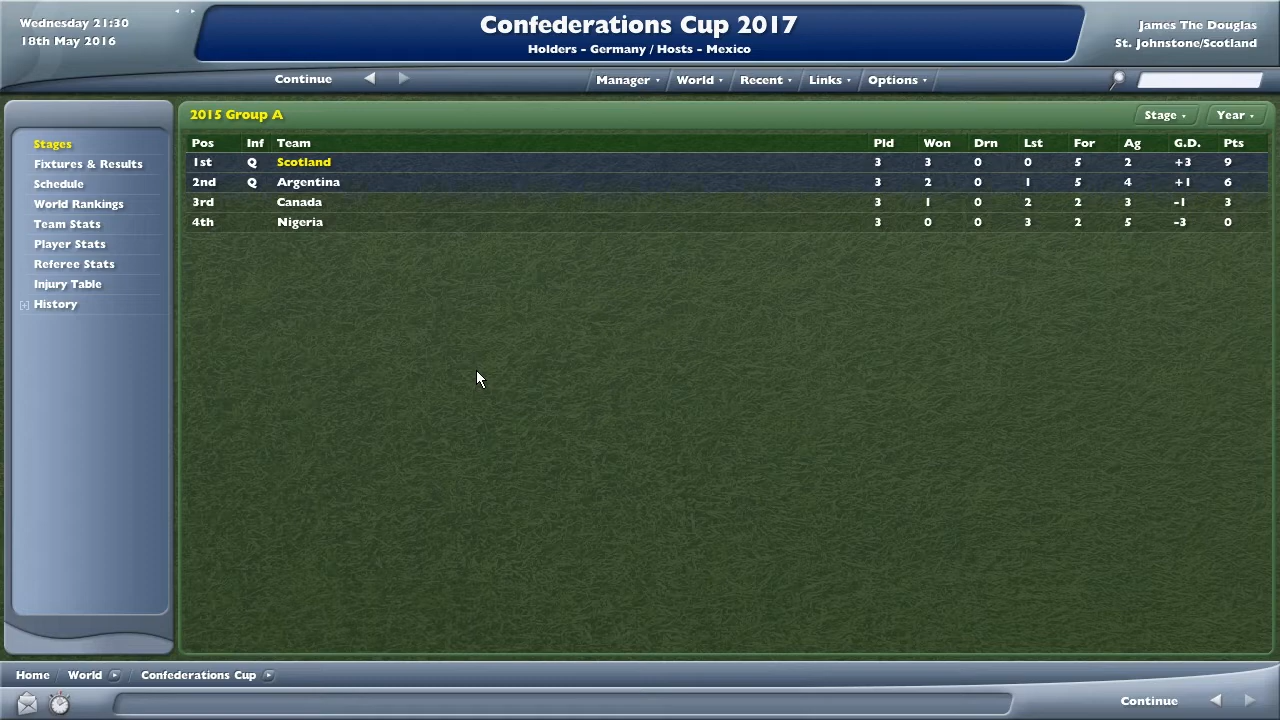 Wednesday 21:30
18th May 2016
Confederations Cup 2017
Holders - Germany / Hosts - Mexico
James The Douglas
St. Johnstone/Scotland
Continue
Manager World Recent Links Options
2015 Group A
Stage Year
Stages
Fixtures & Results
Schedule
World Rankings
Team Stats
Player Stats
Referee Stats
Injury Table
History
Pos Inf Team Pld Won Drn Lst For Ag G.D. Pts
1st Q Scotland 3 3 0 0 5 2 +3 9
2nd Q Argentina 3 2 0 1 5 4 +1 6
3rd Canada 3 1 0 2 2 3 -1 3
4th Nigeria 3 0 0 3 2 5 -3 0
Home World Confederations Cup
Continue